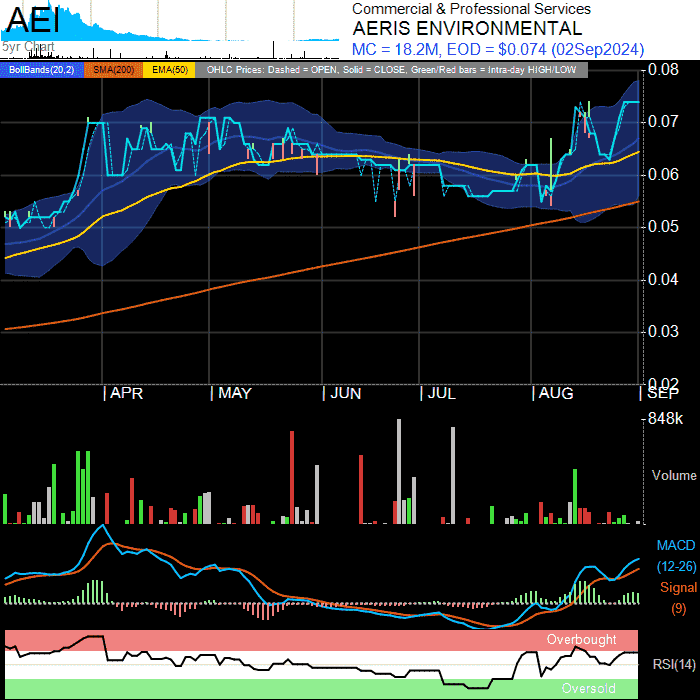 AEI
5yr Chart
Commercial & Professional Services
AERIS ENVIRONMENTAL
MC = 18.2M, EOD = $0.074 (02Sep2024)
BollBands(20,2) SMA(200) EMA(50) OHLC Prices: Dashed = OPEN, Solid = CLOSE, Green/Red bars = Intra-day HIGH/LOW
0.08
0.07
0.06
0.05
0.04
0.03
0.02
APR MAY JUN JUL AUG SEP
848k
Volume
MACD
(12-26)
Signal
(9)
Overbought
RSI(14)
Oversold